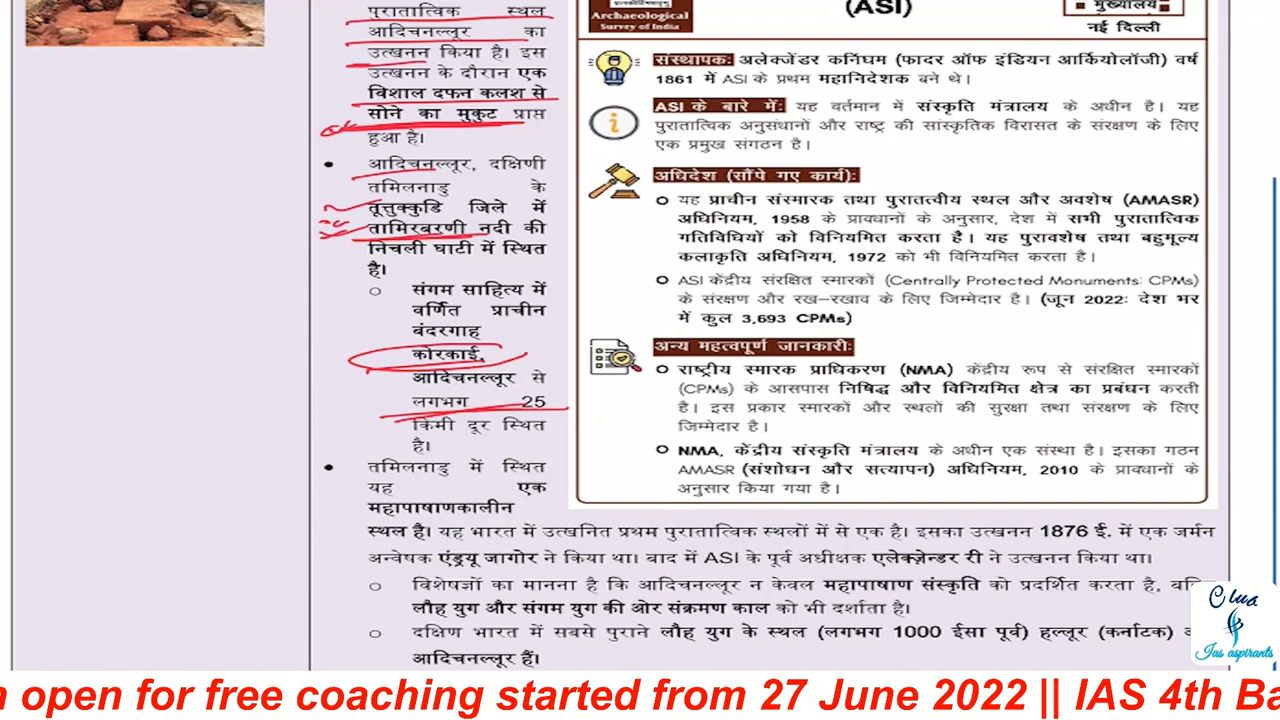 पुरातात्विक स्थल
आदिचनल्लूर का
उत्खनन किया है। इस
उत्खनन के दौरान एक
विशाल दफन कलश से
सोने का मुकुट प्राप्त
हुआ है।
• आदिचनल्लूर, दक्षिणी
तमिलनाडु के
तूत्तुक्कुडि जिले में
तामिरबरणी नदी की
निचली घाटी में स्थित
है।
○ संगम साहित्य में
वर्णित प्राचीन
बंदरगाह
कोरकाई,
आदिचनल्लूर से
लगभग 25
किमी दूर स्थित
है।
• तमिलनाडु में स्थित
यह एक
महापाषाणकालीन
स्थल है। यह भारत में उत्खनित प्रथम पुरातात्विक स्थलों में से एक है। इसका उत्खनन 1876 ई. में एक जर्मन
अन्वेषक एंड्रयू जागोर ने किया था। बाद में ASI के पूर्व अधीक्षक एलेक्ज़ेन्डर री ने उत्खनन किया था।
○ विशेषज्ञों का मानना है कि आदिचनल्लूर न केवल महापाषाण संस्कृति को प्रदर्शित करता है,
लौह युग और संगम युग की ओर संक्रमण काल को भी दर्शाता है।
○ दक्षिण भारत में सबसे पुराने लौह युग के स्थल (लगभग 1000 ईसा पूर्व) हल्लूर (कर्नाटक)
आदिचनल्लूर हैं।
Archaeological
Survey of India
(ASI)
मुख्यालय
नई दिल्ली
संस्थापक: अलेक्जेंडर कनिंघम (फादर ऑफ इंडियन आर्कियोलॉजी) वर्ष
1861 में ASI के प्रथम महानिदेशक बने थे।
ASI के बारे में: यह वर्तमान में संस्कृति मंत्रालय के अधीन है। यह
पुरातात्विक अनुसंधानों और राष्ट्र की सांस्कृतिक विरासत के संरक्षण के लिए
एक प्रमुख संगठन है।
अधिदेश (सौंपे गए कार्य):
○ यह प्राचीन संस्मारक तथा पुरातत्वीय स्थल और अवशेष (AMASR)
अधिनियम, 1958 के प्रावधानों के अनुसार, देश में सभी पुरातात्विक
गतिविधियों को विनियमित करता है। यह पुरावशेष तथा बहुमूल्य
कलाकृति अधिनियम, 1972 को भी विनियमित करता है।
○ ASI केंद्रीय संरक्षित स्मारकों (Centrally Protected Monuments: CPMs)
के संरक्षण और रख-रखाव के लिए जिम्मेदार है। (जून 2022: देश भर
में कुल 3,693 CPMs)
अन्य महत्वपूर्ण जानकारी:
○ राष्ट्रीय स्मारक प्राधिकरण (NMA) केंद्रीय रूप से संरक्षित स्मारकों
(CPMs) के आसपास निषिद्ध और विनियमित क्षेत्र का प्रबंधन करती
है। इस प्रकार स्मारकों और स्थलों की सुरक्षा तथा संरक्षण के लिए
जिम्मेदार है।
○ NMA, केंद्रीय संस्कृति मंत्रालय के अधीन एक संस्था है। इसका गठन
AMASR (संशोधन और सत्यापन) अधिनियम, 2010 के प्रावधानों के
अनुसार किया गया है।
Ias aspirants
open for free coaching started from 27 June 2022 || IAS 4th Ba